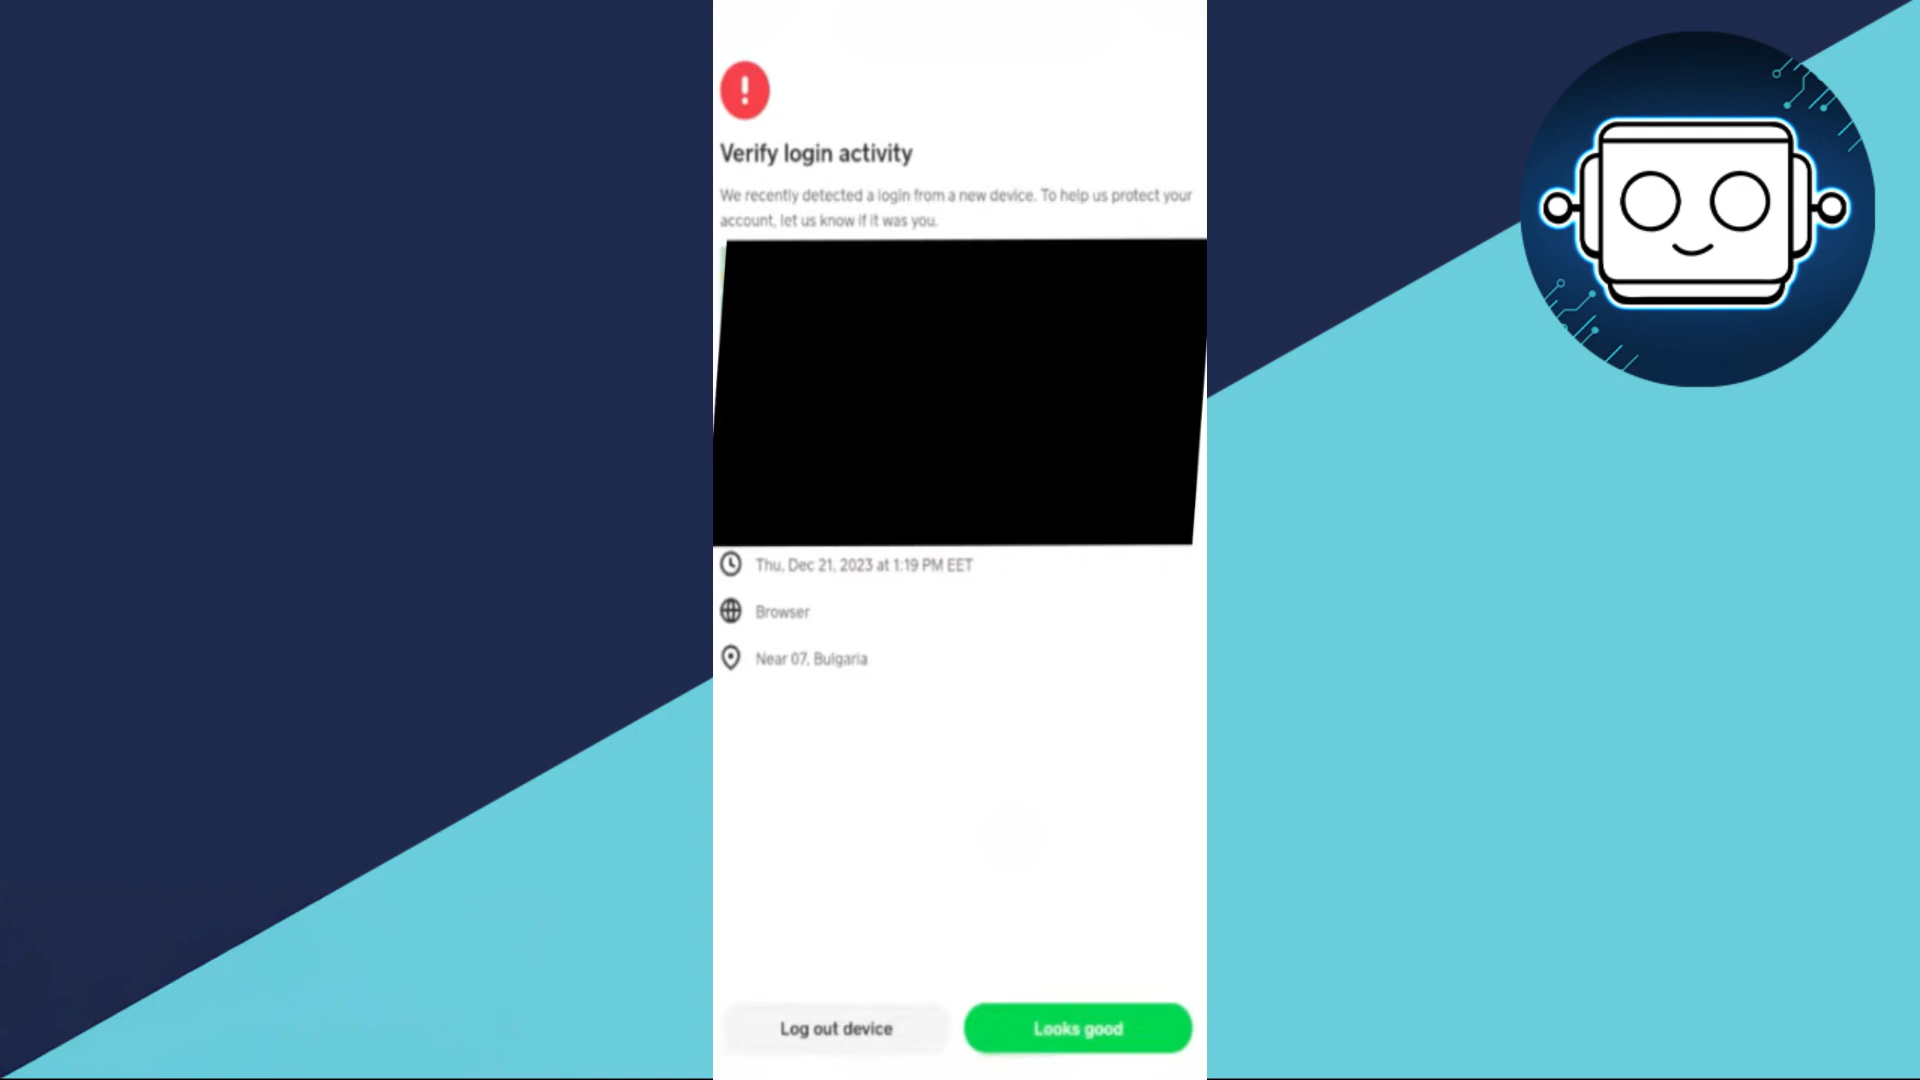 Verify login activity
We recently detected a login from a new device. To help us protect your
account, let us know if it was you.
Thu, Dec 21, 2023 at 1:19 PM EET
Browser
Near 07, Bulgaria
Log out device
Looks good